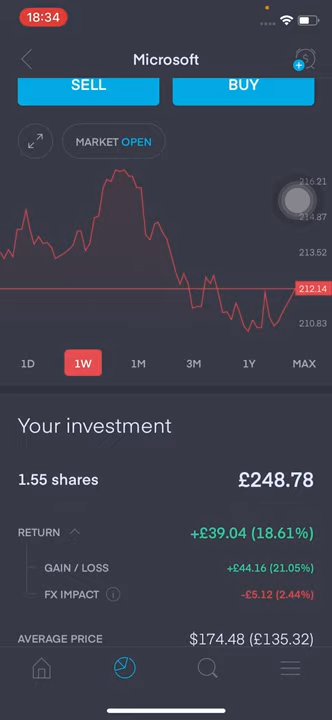 18:34
Microsoft
SELL BUY
MARKET OPEN
216.21
214.87
213.52
212.14
210.83
1D 1W 1M 3M 1Y MAX
Your investment
1.55 shares £248.78
RETURN +£39.04 (18.61%)
GAIN / LOSS +£44.16 (21.05%)
FX IMPACT i -£5.12 (2.44%)
AVERAGE PRICE $174.48 (£135.32)